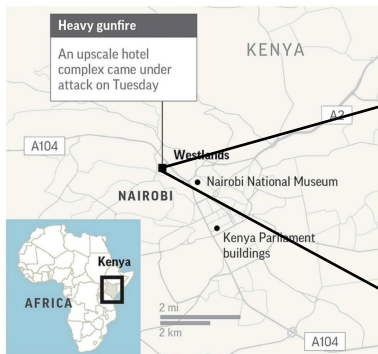 Heavy gunfire
An upscale hotel
complex came under
attack on Tuesday
KENYA
A2
A104
Westlands
Nairobi National Museum
NAIROBI
Kenya Parliament
buildings
Kenya
AFRICA
2 mi
2 km
A104